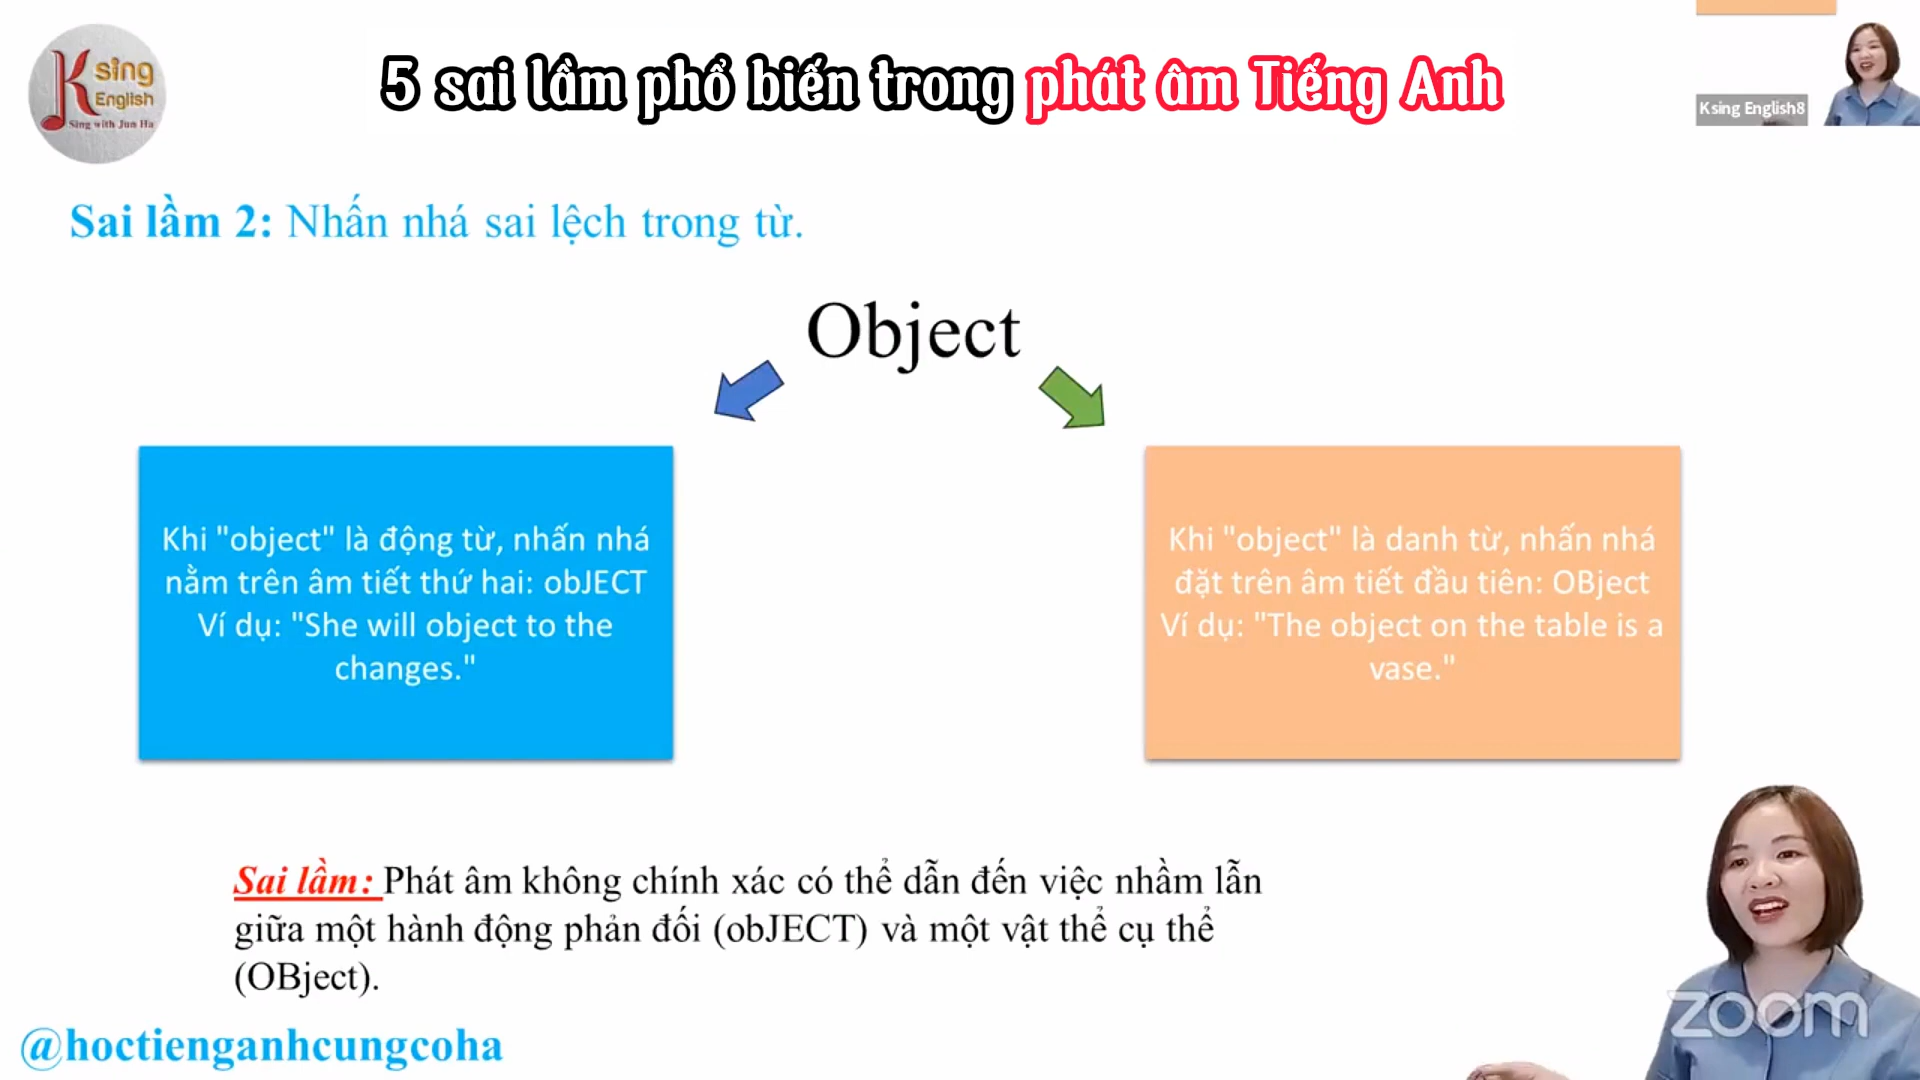 K sing
English
Sing with Jun Ha
5 sai lầm phổ biến trong phát âm Tiếng Anh
Ksing English8
Sai lầm 2: Nhấn nhá sai lệch trong từ.
Object
Khi "object" là động từ, nhấn nhá
nằm trên âm tiết thứ hai: obJECT
Ví dụ: "She will object to the
changes."
Khi "object" là danh từ, nhấn nhá
đặt trên âm tiết đầu tiên: OBject
Ví dụ: "The object on the table is a
vase."
Sai lầm: Phát âm không chính xác có thể dẫn đến việc nhầm lẫn
giữa một hành động phản đối (obJECT) và một vật thể cụ thể
(OBject).
zoom
@hoctienganhcungcoha